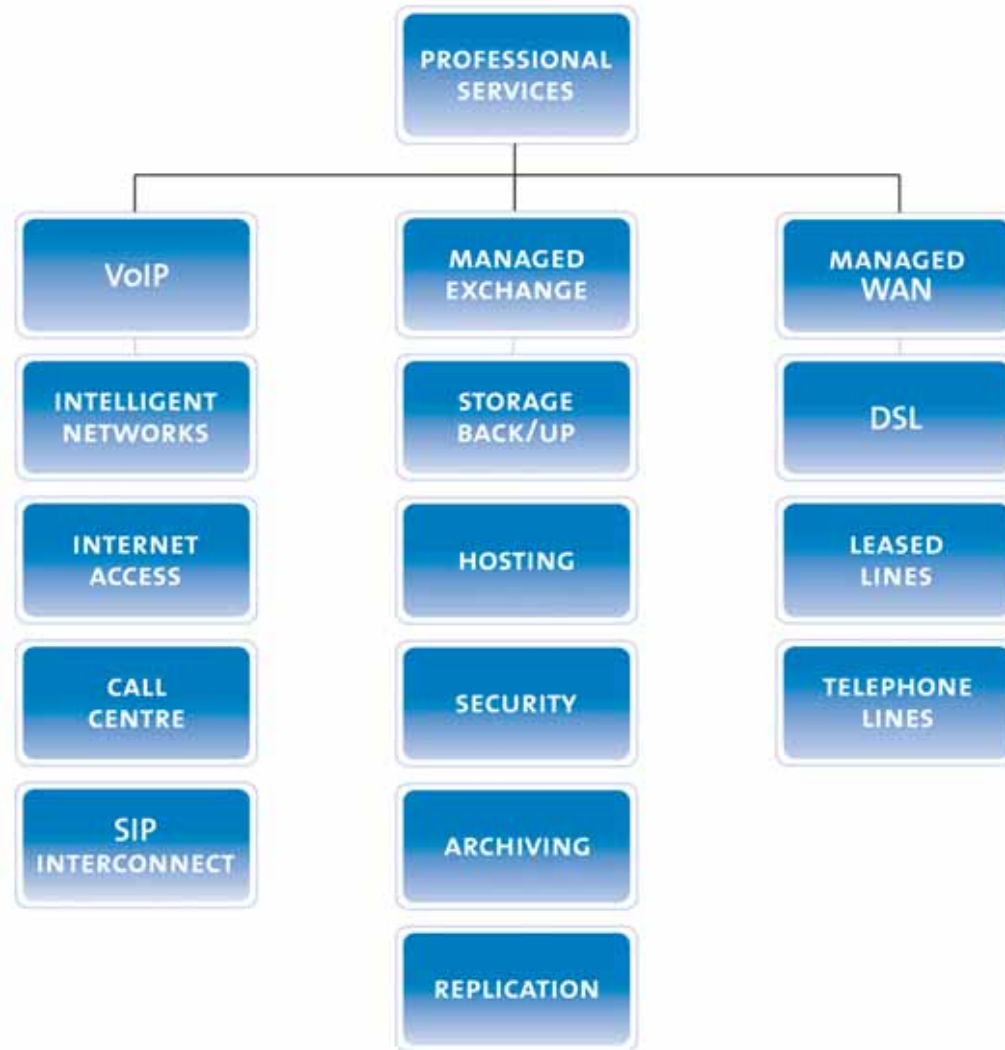 PROFESSIONAL
SERVICES
VoIP
INTELLIGENT
NETWORKS
INTERNET
ACCESS
CALL
CENTRE
SIP
INTERCONNECT
MANAGED
EXCHANGE
STORAGE
BACK/UP
HOSTING
SECURITY
ARCHIVING
REPLICATION
MANAGED
WAN
DSL
LEASED
LINES
TELEPHONE
LINES